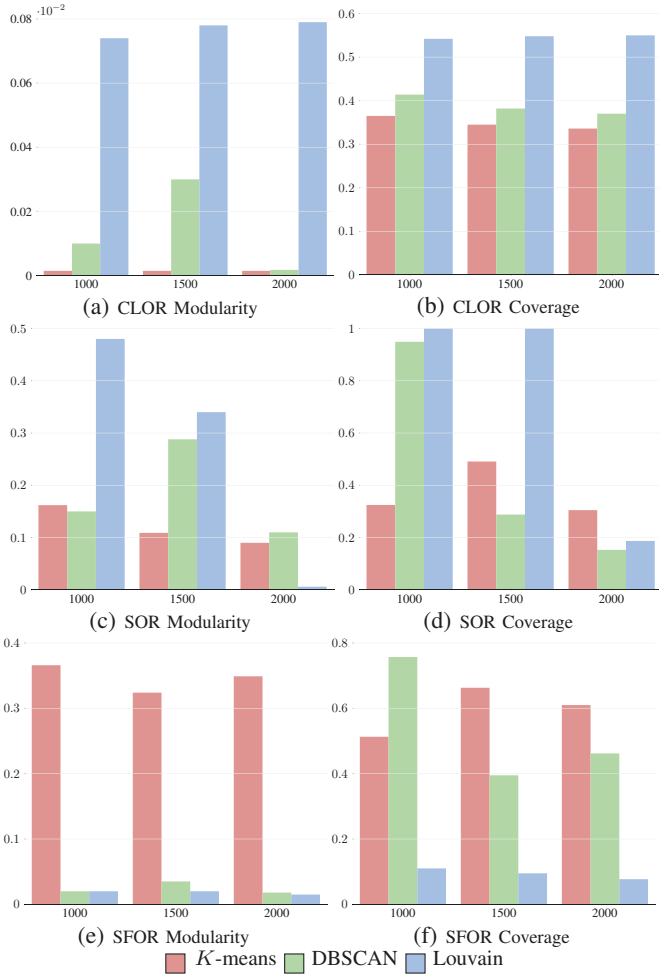 ·10⁻²
0.08
0.06
0.04
0.02
0
1000 1500 2000
(a) CLOR Modularity
0.6
0.5
0.4
0.3
0.2
0.1
0
1000 1500 2000
(b) CLOR Coverage
0.5
0.4
0.3
0.2
0.1
0
1000 1500 2000
(c) SOR Modularity
1
0.8
0.6
0.4
0.2
0
1000 1500 2000
(d) SOR Coverage
0.4
0.3
0.2
0.1
0
1000 1500 2000
(e) SFOR Modularity
0.8
0.6
0.4
0.2
0
1000 1500 2000
(f) SFOR Coverage
K-means DBSCAN Louvain